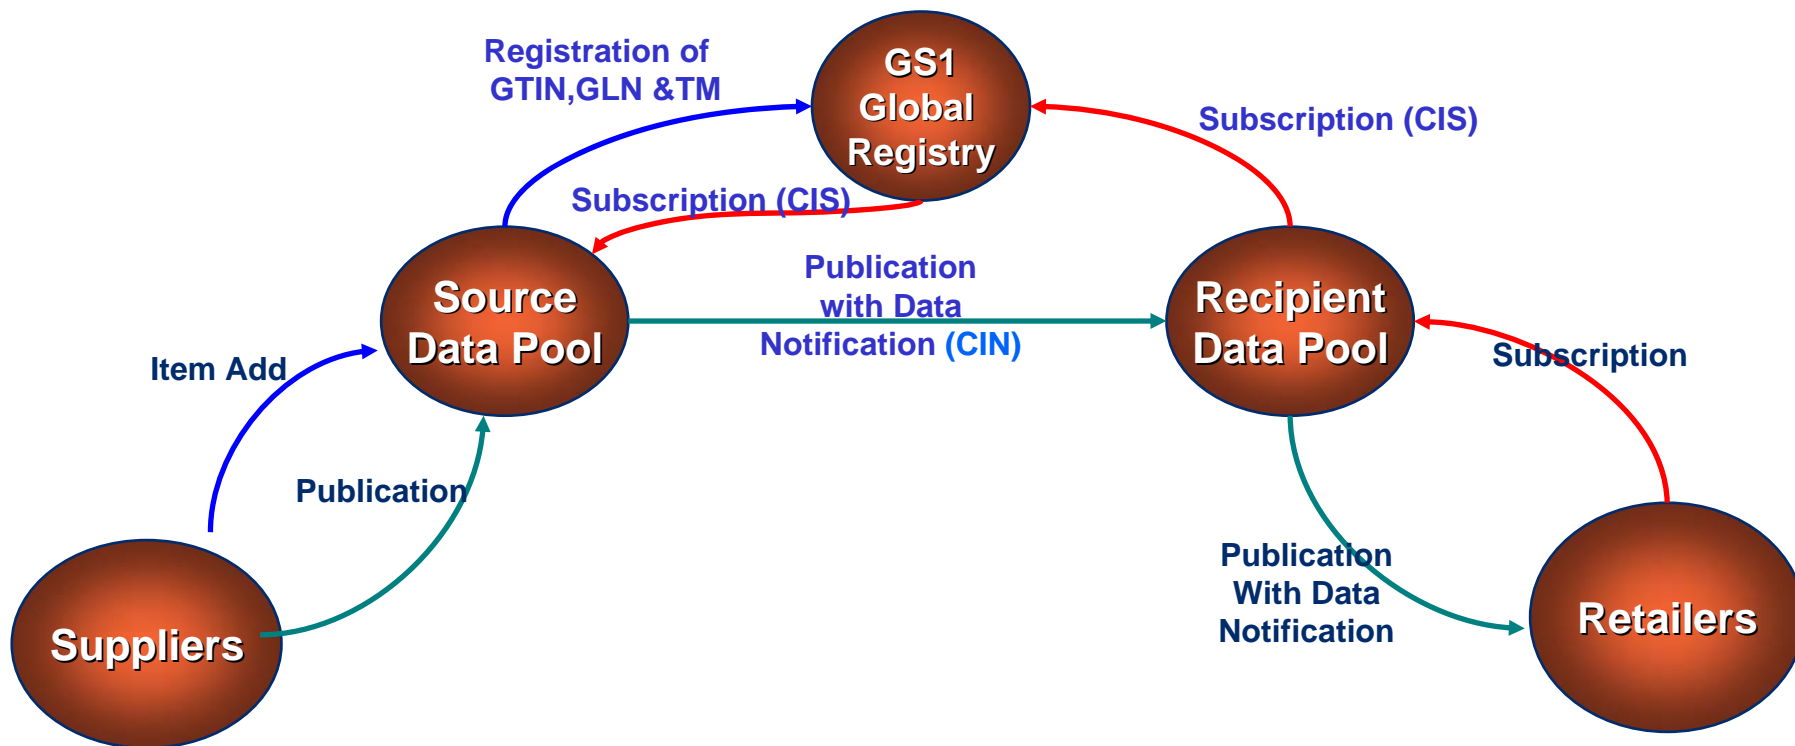 Registration of
GTIN,GLN &TM
GS1
Global
Registry
Subscription (CIS)
Subscription (CIS)
Source
Data Pool
Publication
with Data
Notification (CIN)
Recipient
Data Pool
Item Add
Subscription
Publication
Publication
With Data
Notification
Suppliers
Retailers